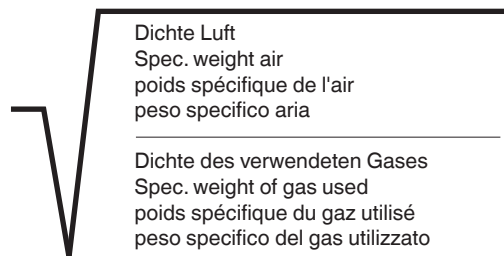 Dichte Luft
Spec. weight air
poids spécifique de l'air
peso specifico aria
Dichte des verwendeten Gases
Spec. weight of gas used
poids spécifique du gaz utilisé
peso specifico del gas utilizzato